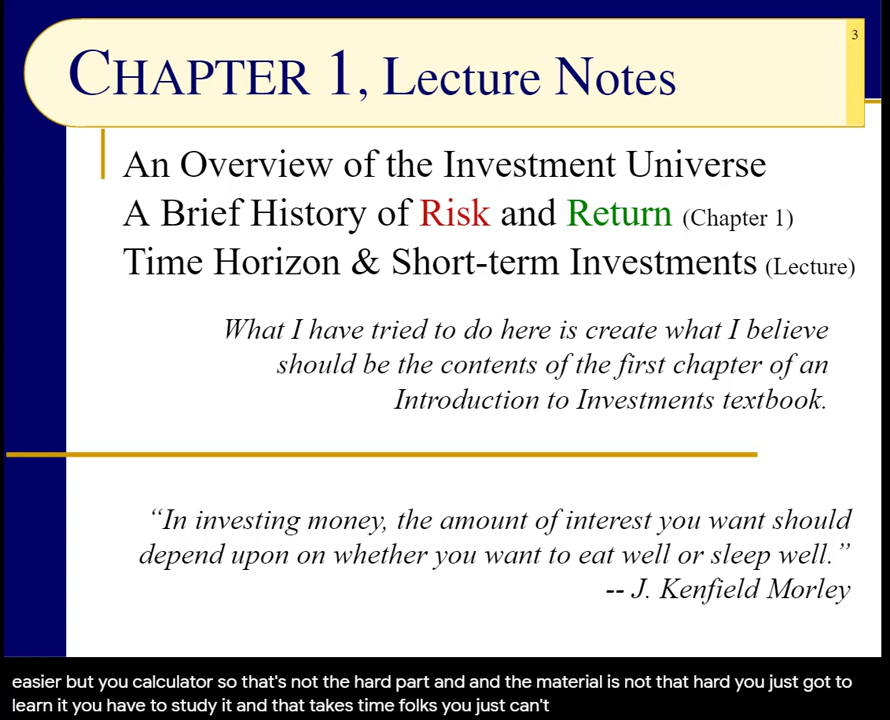 3
CHAPTER 1, Lecture Notes
An Overview of the Investment Universe
A Brief History of Risk and Return (Chapter 1)
Time Horizon & Short-term Investments (Lecture)
What I have tried to do here is create what I believe
should be the contents of the first chapter of an
Introduction to Investments textbook.
“In investing money, the amount of interest you want should
depend upon on whether you want to eat well or sleep well.”
-- J. Kenfield Morley
easier but you calculator so that's not the hard part and and the material is not that hard you just got to
learn it you have to study it and that takes time folks you just can't